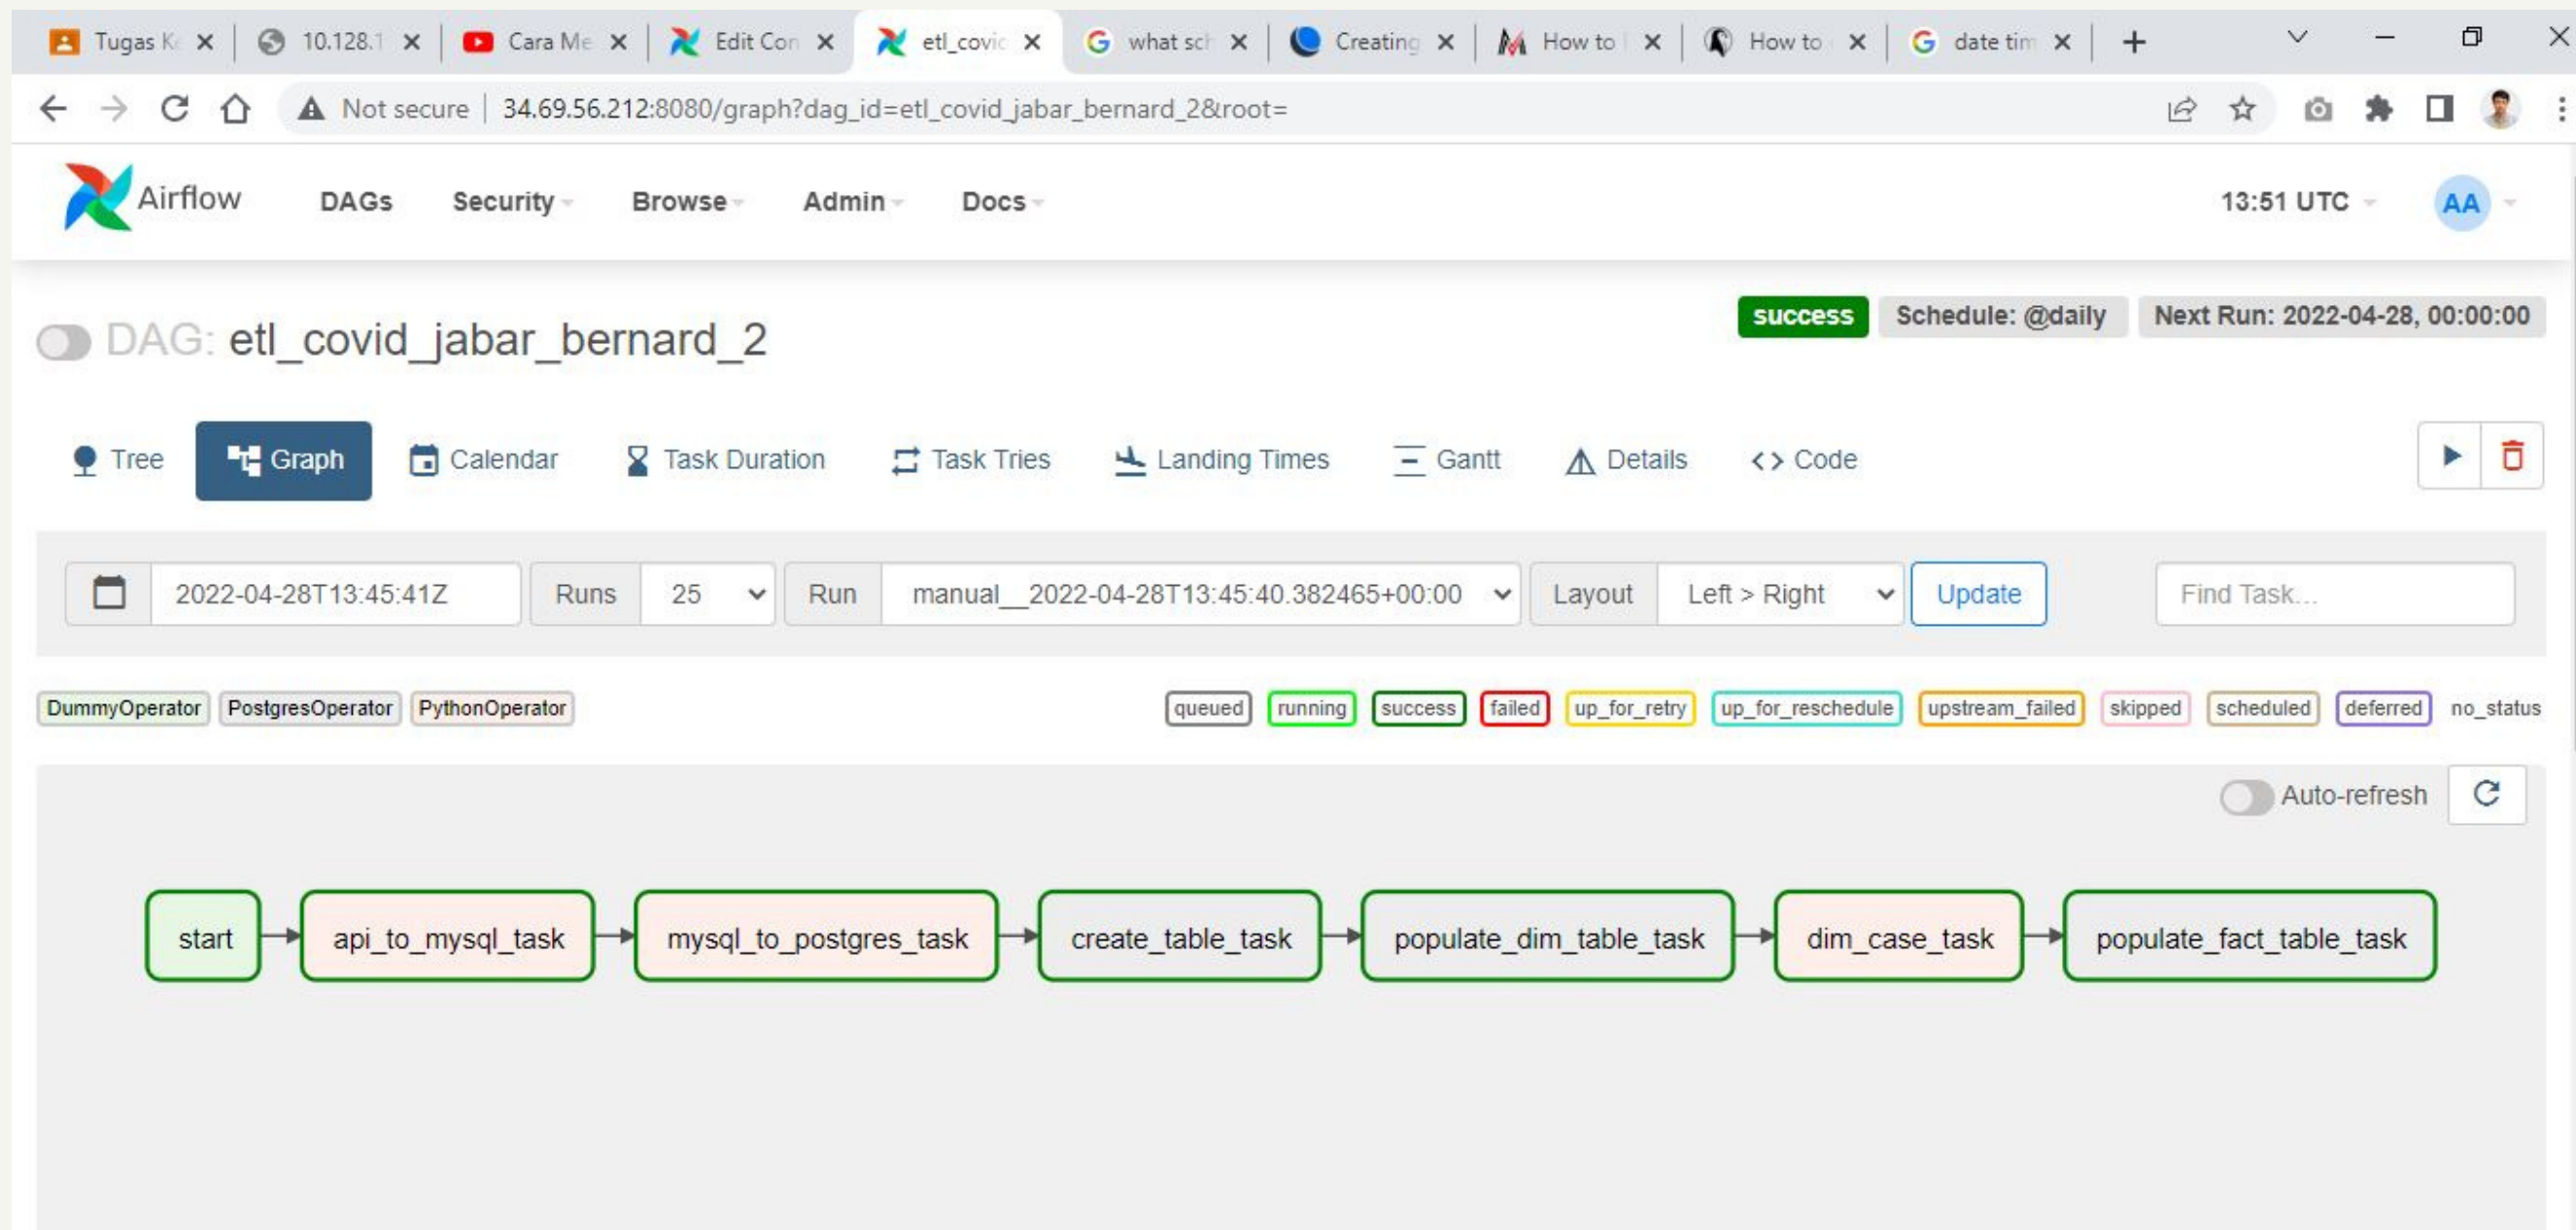 Tugas K
10.128.1
Cara Me
Edit Con
etl_covid
what sch
Creating
How to
How to
date tim
Not secure | 34.69.56.212:8080/graph?dag_id=etl_covid_jabar_bernard_2&root=
Airflow DAGs Security Browse Admin Docs 13:51 UTC AA
DAG: etl_covid_jabar_bernard_2 success Schedule: @daily Next Run: 2022-04-28, 00:00:00
Tree Graph Calendar Task Duration Task Tries Landing Times Gantt Details <> Code
2022-04-28T13:45:41Z Runs 25 Run manual__2022-04-28T13:45:40.382465+00:00 Layout Left > Right Update Find Task...
DummyOperator PostgresOperator PythonOperator queued running success failed up_for_retry up_for_reschedule upstream_failed skipped scheduled deferred no_status
Auto-refresh
start api_to_mysql_task mysql_to_postgres_task create_table_task populate_dim_table_task dim_case_task populate_fact_table_task